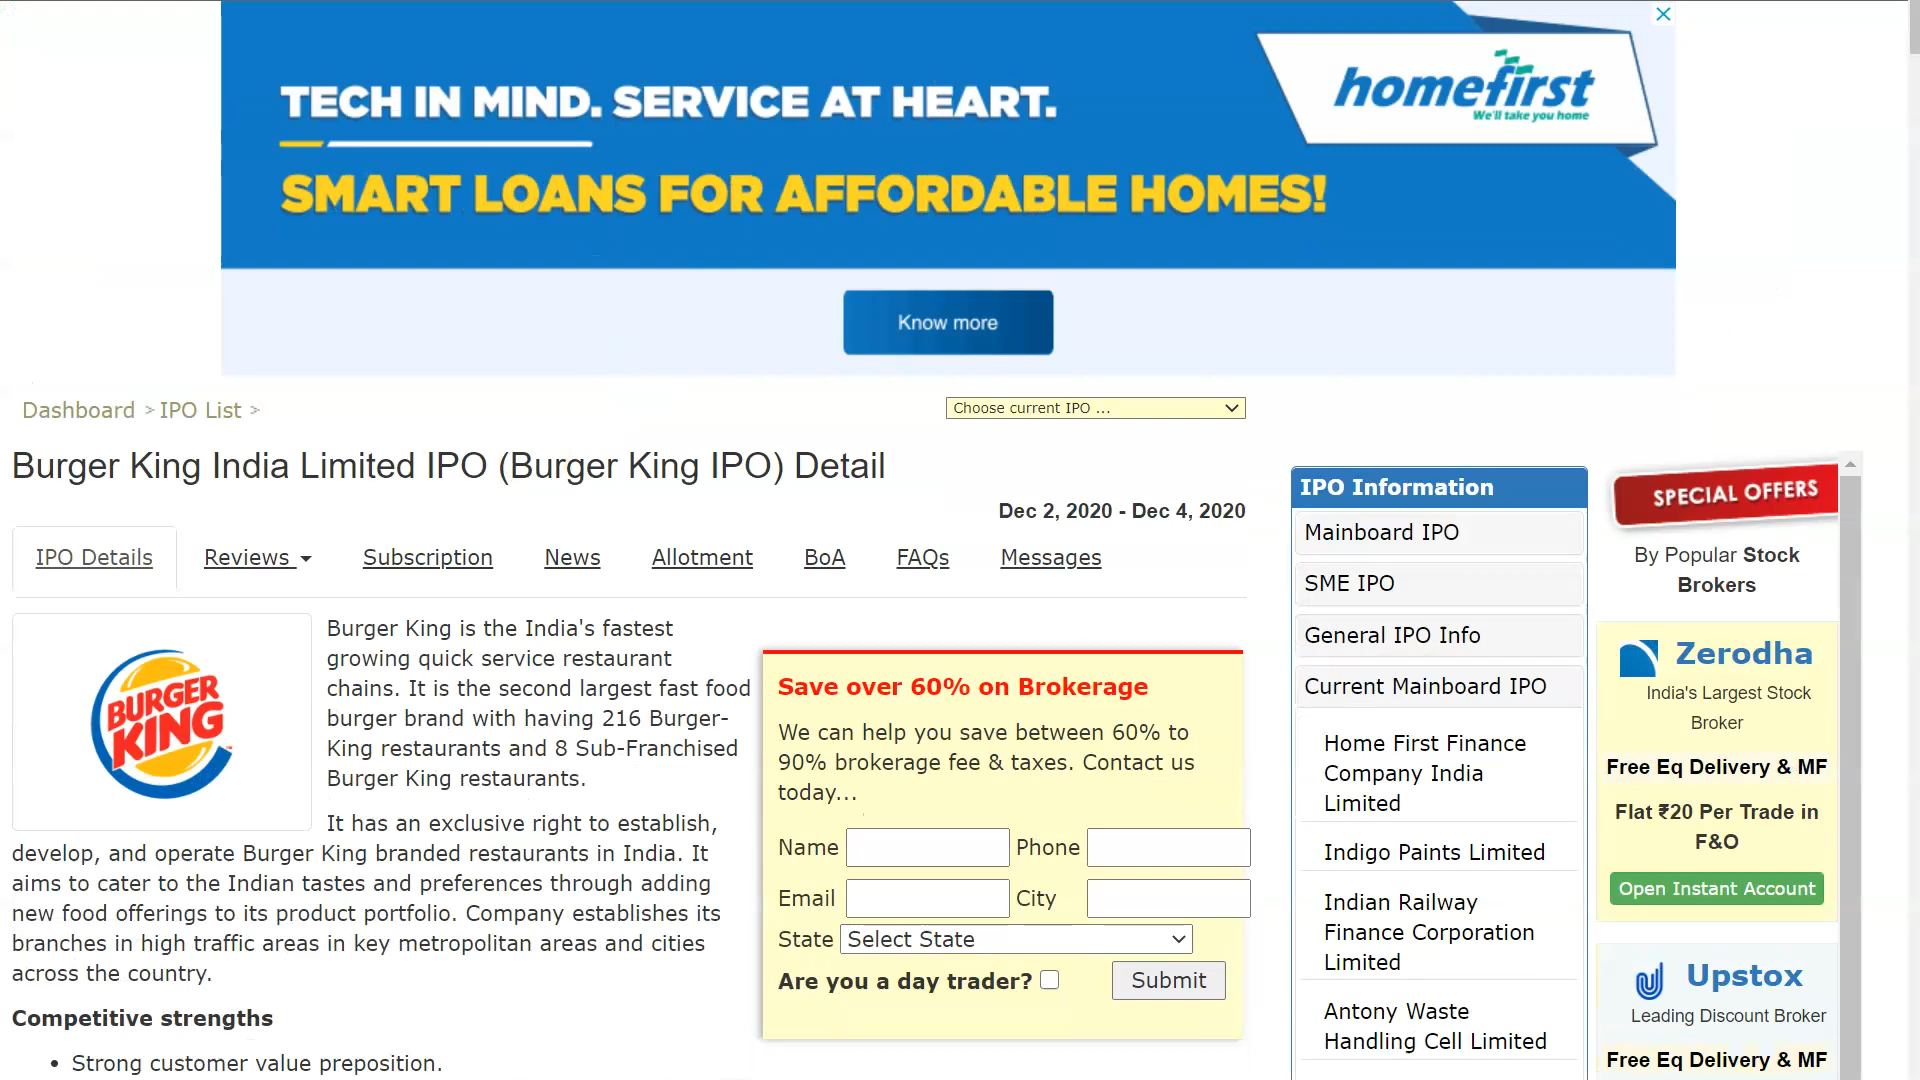 TECH IN MIND. SERVICE AT HEART.
SMART LOANS FOR AFFORDABLE HOMES!
homefirst
We'll take you home
Know more
Dashboard > IPO List >
Choose current IPO ...
Burger King India Limited IPO (Burger King IPO) Detail
Dec 2, 2020 - Dec 4, 2020
IPO Details
Reviews
Subscription
News
Allotment
BoA
FAQs
Messages
BURGER
KING
Burger King is the India's fastest
growing quick service restaurant
chains. It is the second largest fast food
burger brand with having 216 Burger-
King restaurants and 8 Sub-Franchised
Burger King restaurants.
It has an exclusive right to establish,
develop, and operate Burger King branded restaurants in India. It
aims to cater to the Indian tastes and preferences through adding
new food offerings to its product portfolio. Company establishes its
branches in high traffic areas in key metropolitan areas and cities
across the country.
Competitive strengths
• Strong customer value preposition.
Save over 60% on Brokerage
We can help you save between 60% to
90% brokerage fee & taxes. Contact us
today...
Name
Phone
Email
City
State Select State
Are you a day trader?
Submit
IPO Information
Mainboard IPO
SME IPO
General IPO Info
Current Mainboard IPO
Home First Finance
Company India
Limited
Indigo Paints Limited
Indian Railway
Finance Corporation
Limited
Antony Waste
Handling Cell Limited
SPECIAL OFFERS
By Popular Stock
Brokers
Zerodha
India's Largest Stock
Broker
Free Eq Delivery & MF
Flat ₹20 Per Trade in
F&O
Open Instant Account
Upstox
Leading Discount Broker
Free Eq Delivery & MF